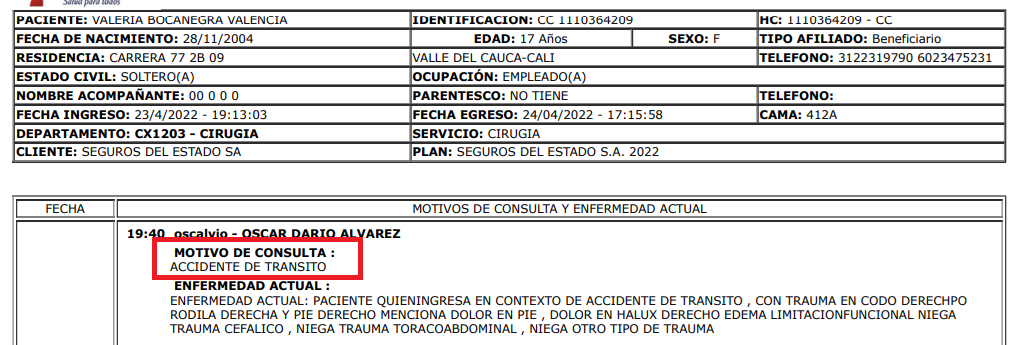 Salud para todos
PACIENTE: VALERIA BOCANEGRA VALENCIA IDENTIFICACION: CC 1110364209 HC: 1110364209 - CC
FECHA DE NACIMIENTO: 28/11/2004 EDAD: 17 Años SEXO: F TIPO AFILIADO: Beneficiario
RESIDENCIA: CARRERA 77 2B 09 VALLE DEL CAUCA-CALI TELEFONO: 3122319790 6023475231
ESTADO CIVIL: SOLTERO(A) OCUPACIÓN: EMPLEADO(A)
NOMBRE ACOMPAÑANTE: 00 0 0 0 PARENTESCO: NO TIENE TELEFONO:
FECHA INGRESO: 23/4/2022 - 19:13:03 FECHA EGRESO: 24/04/2022 - 17:15:58 CAMA: 412A
DEPARTAMENTO: CX1203 - CIRUGIA SERVICIO: CIRUGIA
CLIENTE: SEGUROS DEL ESTADO SA PLAN: SEGUROS DEL ESTADO S.A. 2022
FECHA MOTIVOS DE CONSULTA Y ENFERMEDAD ACTUAL
19:40 oscalvio - OSCAR DARIO ALVAREZ
MOTIVO DE CONSULTA :
ACCIDENTE DE TRANSITO
ENFERMEDAD ACTUAL :
ENFERMEDAD ACTUAL: PACIENTE QUIENINGRESA EN CONTEXTO DE ACCIDENTE DE TRANSITO , CON TRAUMA EN CODO DERECHPO
RODILA DERECHA Y PIE DERECHO MENCIONA DOLOR EN PIE , DOLOR EN HALUX DERECHO EDEMA LIMITACIONFUNCIONAL NIEGA
TRAUMA CEFALICO , NIEGA TRAUMA TORACOABDOMINAL , NIEGA OTRO TIPO DE TRAUMA